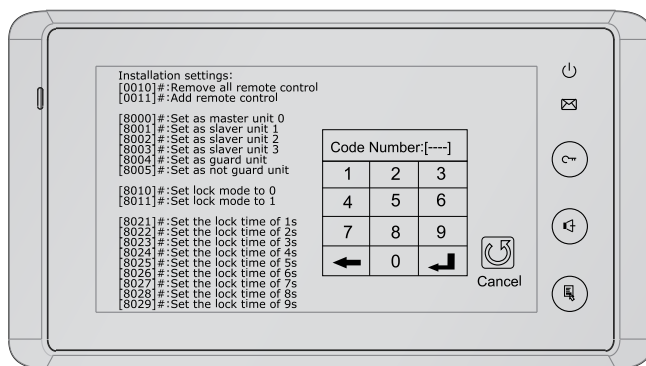 Installation settings:
[0010]#:Remove all remote control
[0011]#:Add remote control
[8000]#:Set as master unit 0
[8001]#:Set as slaver unit 1
[8002]#:Set as slaver unit 2
[8003]#:Set as slaver unit 3
[8004]#:Set as guard unit
[8005]#:Set as not guard unit
[8010]#:Set lock mode to 0
[8011]#:Set lock mode to 1
[8021]#:Set the lock time of 1s
[8022]#:Set the lock time of 2s
[8023]#:Set the lock time of 3s
[8024]#:Set the lock time of 4s
[8025]#:Set the lock time of 5s
[8026]#:Set the lock time of 6s
[8027]#:Set the lock time of 7s
[8028]#:Set the lock time of 8s
[8029]#:Set the lock time of 9s
Code Number:[----]
1 2 3
4 5 6
7 8 9
0
Cancel